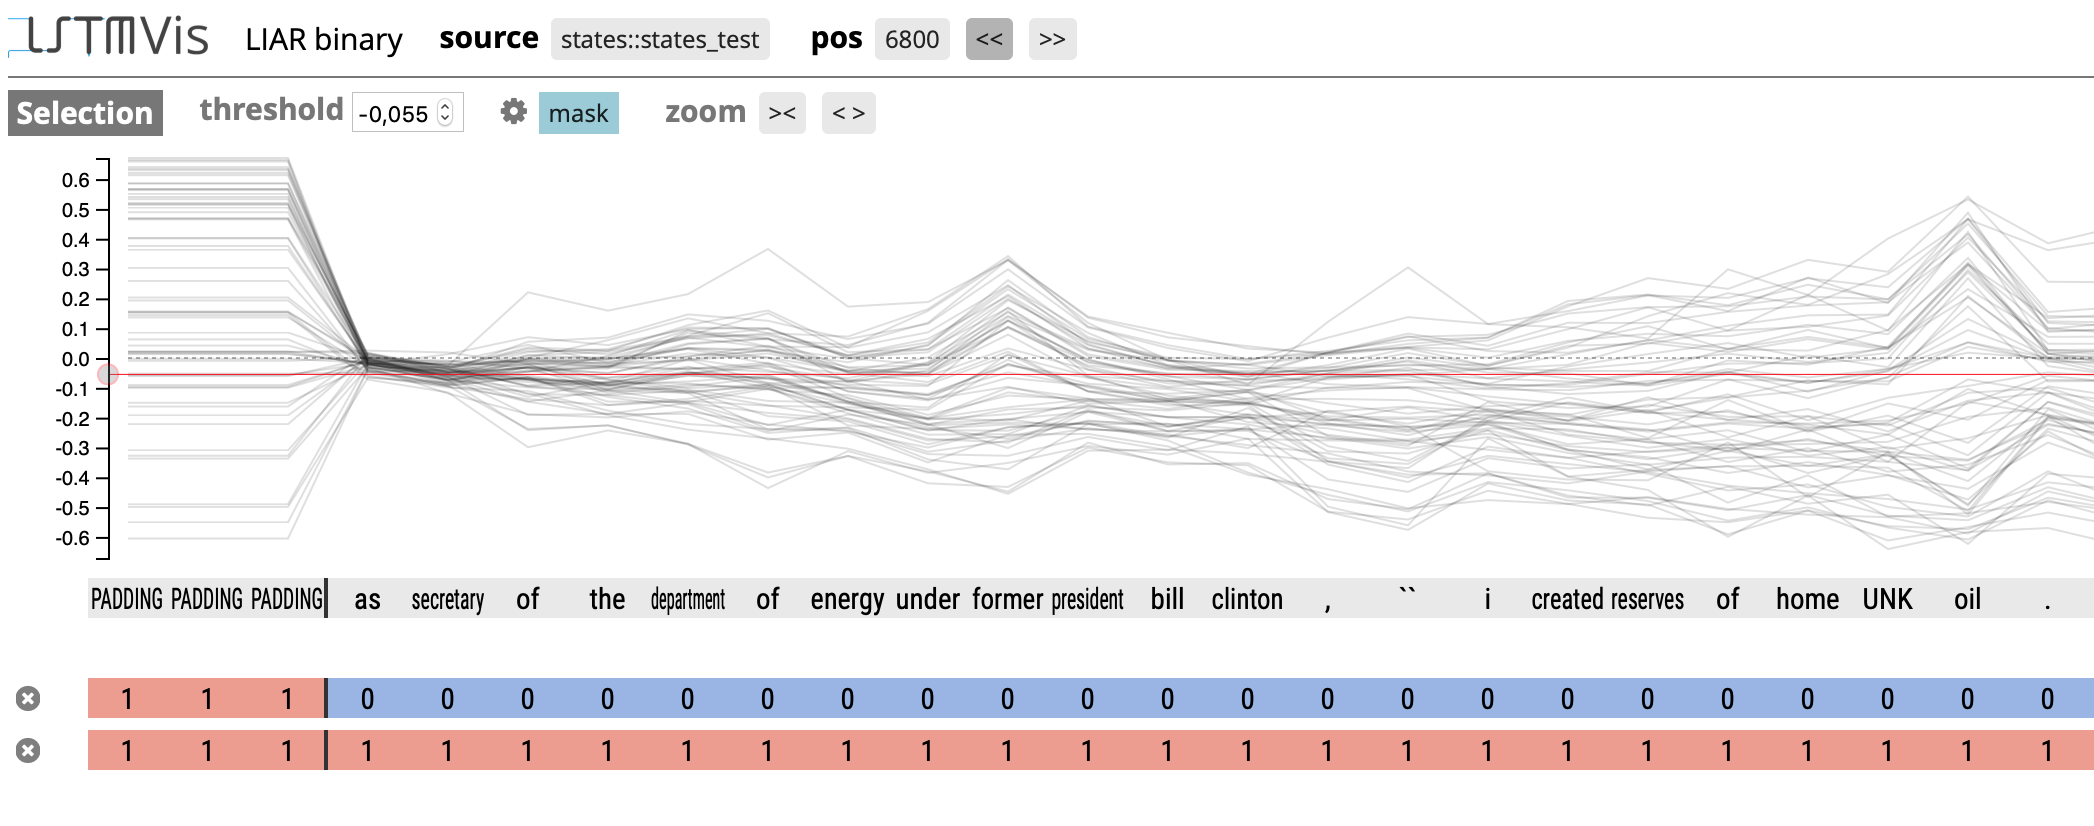 LSTMVis LIAR binary source states::states_test pos 6800 << >>
Selection threshold -0,055 mask zoom >< < >
0.6
0.5
0.4
0.3
0.2
0.1
0.0
-0.1
-0.2
-0.3
-0.4
-0.5
-0.6
PADDING PADDING PADDING as secretary of the department of energy under former president bill clinton , `` i created reserves of home UNK oil .
1 1 1 0 0 0 0 0 0 0 0 0 0 0 0 0 0 0 0 0 0 0 0 0 0
1 1 1 1 1 1 1 1 1 1 1 1 1 1 1 1 1 1 1 1 1 1 1 1 1